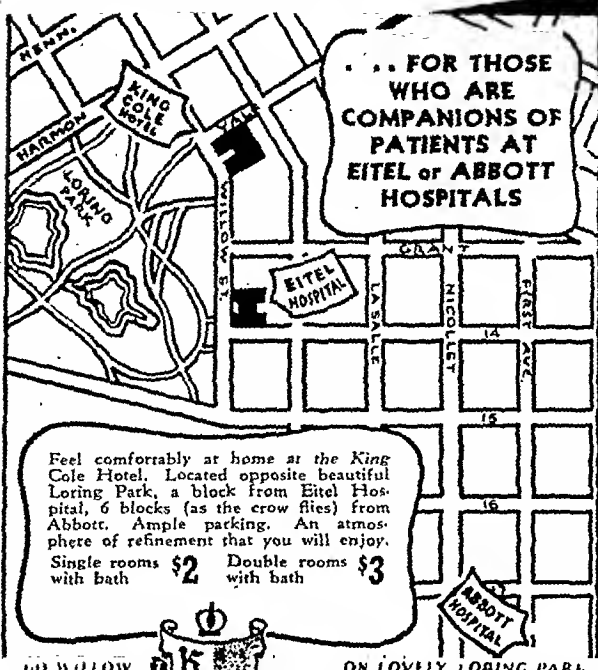 HENN.
HARMON
KING
COLE
HOTEL
YALE
LORING
PARK
WILLOW ST.
. . . FOR THOSE
WHO ARE
COMPANIONS OF
PATIENTS AT
EITEL or ABBOTT
HOSPITALS
GRANT
EITEL
HOSPITAL
LASALLE
NICOLLET
FIRST AVE.
14
15
16
Feel comfortably at home at the King
Cole Hotel. Located opposite beautiful
Loring Park, a block from Eitel Hos-
pital, 6 blocks (as the crow flies) from
Abbott. Ample parking. An atmos-
phere of refinement that you will enjoy.
Single rooms with bath $2
Double rooms with bath $3
ABBOTT
HOSPITAL
WILLOW
ON LOVELY LORING PARK